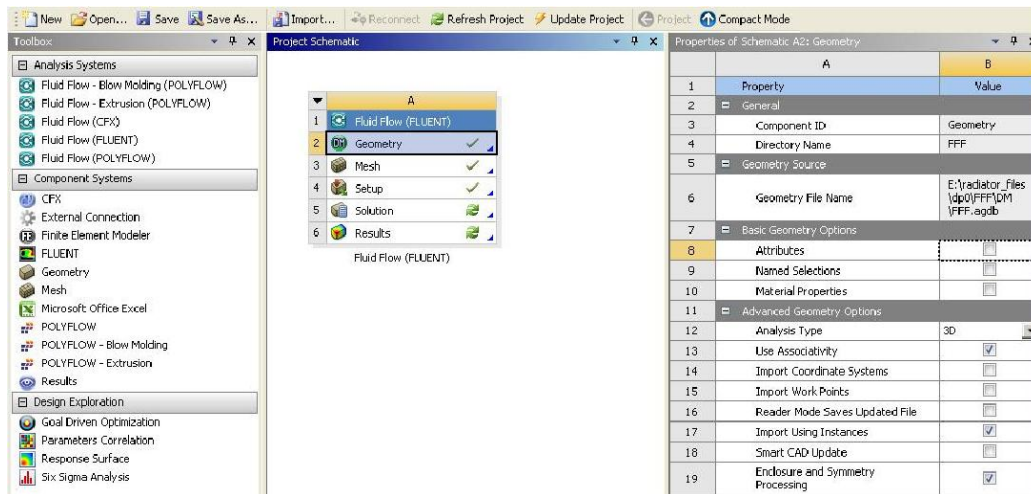 New Open... Save Save As... Import... Reconnect Refresh Project Update Project Project Compact Mode
Toolbox
Analysis Systems
Fluid Flow - Blow Molding (POLYFLOW)
Fluid Flow - Extrusion (POLYFLOW)
Fluid Flow (CFX)
Fluid Flow (FLUENT)
Fluid Flow (POLYFLOW)
Component Systems
CFX
External Connection
Finite Element Modeler
FLUENT
Geometry
Mesh
Microsoft Office Excel
POLYFLOW
POLYFLOW - Blow Molding
POLYFLOW - Extrusion
Results
Design Exploration
Goal Driven Optimization
Parameters Correlation
Response Surface
Six Sigma Analysis
Project Schematic
A
1 Fluid Flow (FLUENT)
2 Geometry
3 Mesh
4 Setup
5 Solution
6 Results
Fluid Flow (FLUENT)
Properties of Schematic A2: Geometry
A B
1 Property Value
2 General
3 Component ID Geometry
4 Directory Name FFF
5 Geometry Source
6 Geometry File Name E:\radiator_files
\dp0\FFF\DM
\FFF.agdb
7 Basic Geometry Options
8 Attributes
9 Named Selections
10 Material Properties
11 Advanced Geometry Options
12 Analysis Type 3D
13 Use Associativity
14 Import Coordinate Systems
15 Import Work Points
16 Reader Mode Saves Updated File
17 Import Using Instances
18 Smart CAD Update
19 Enclosure and Symmetry
Processing